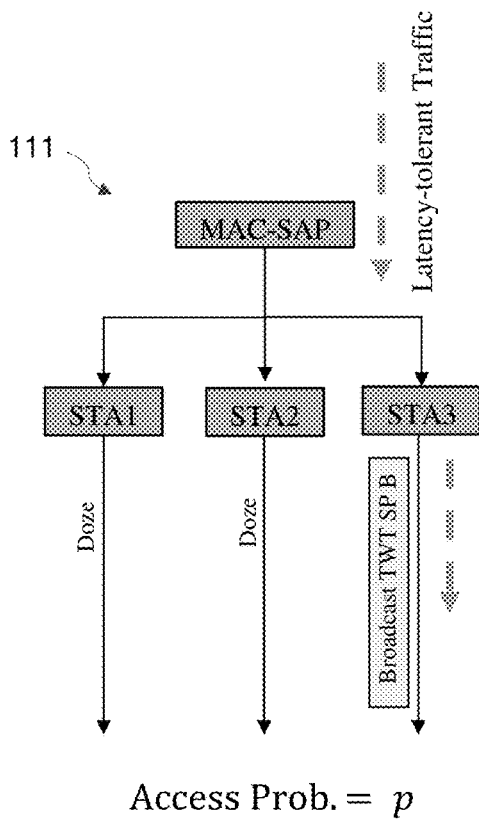 111
Latency-tolerant Traffic
MAC-SAP
STA1
STA2
STA3
Doze
Doze
Broadcast TWT SP B
Access Prob. = p